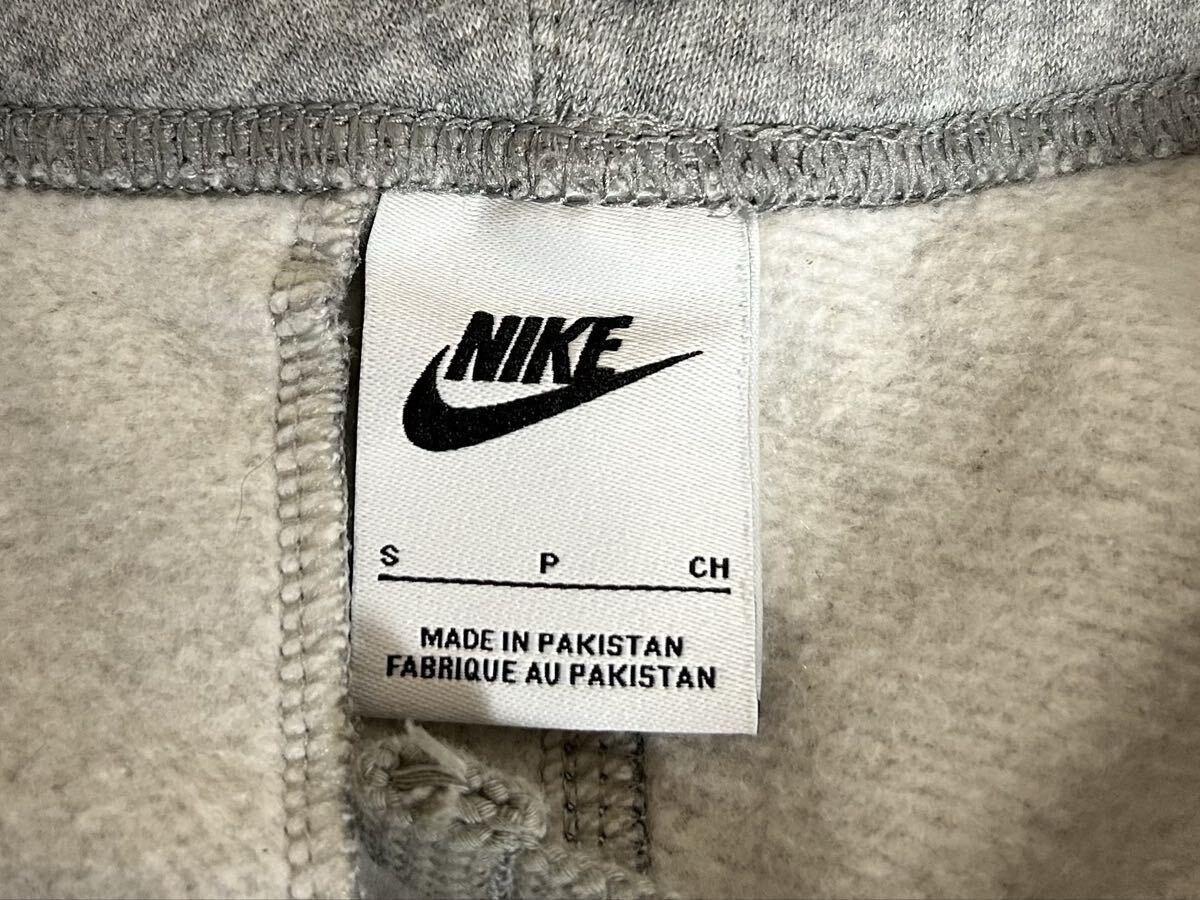 NIKE
S P CH
MADE IN PAKISTAN
FABRIQUE AU PAKISTAN